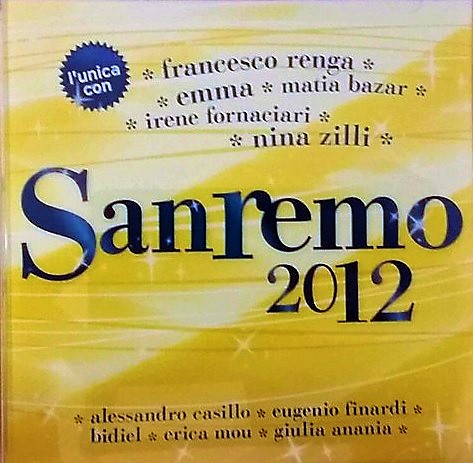 l'unica
con
* francesco renga *
* emma * matia bazar *
* irene fornaciari *
* nina zilli *
Sanremo
2012
* alessandro casillo * eugenio finardi *
bidiel * erica mou * giulia anania *